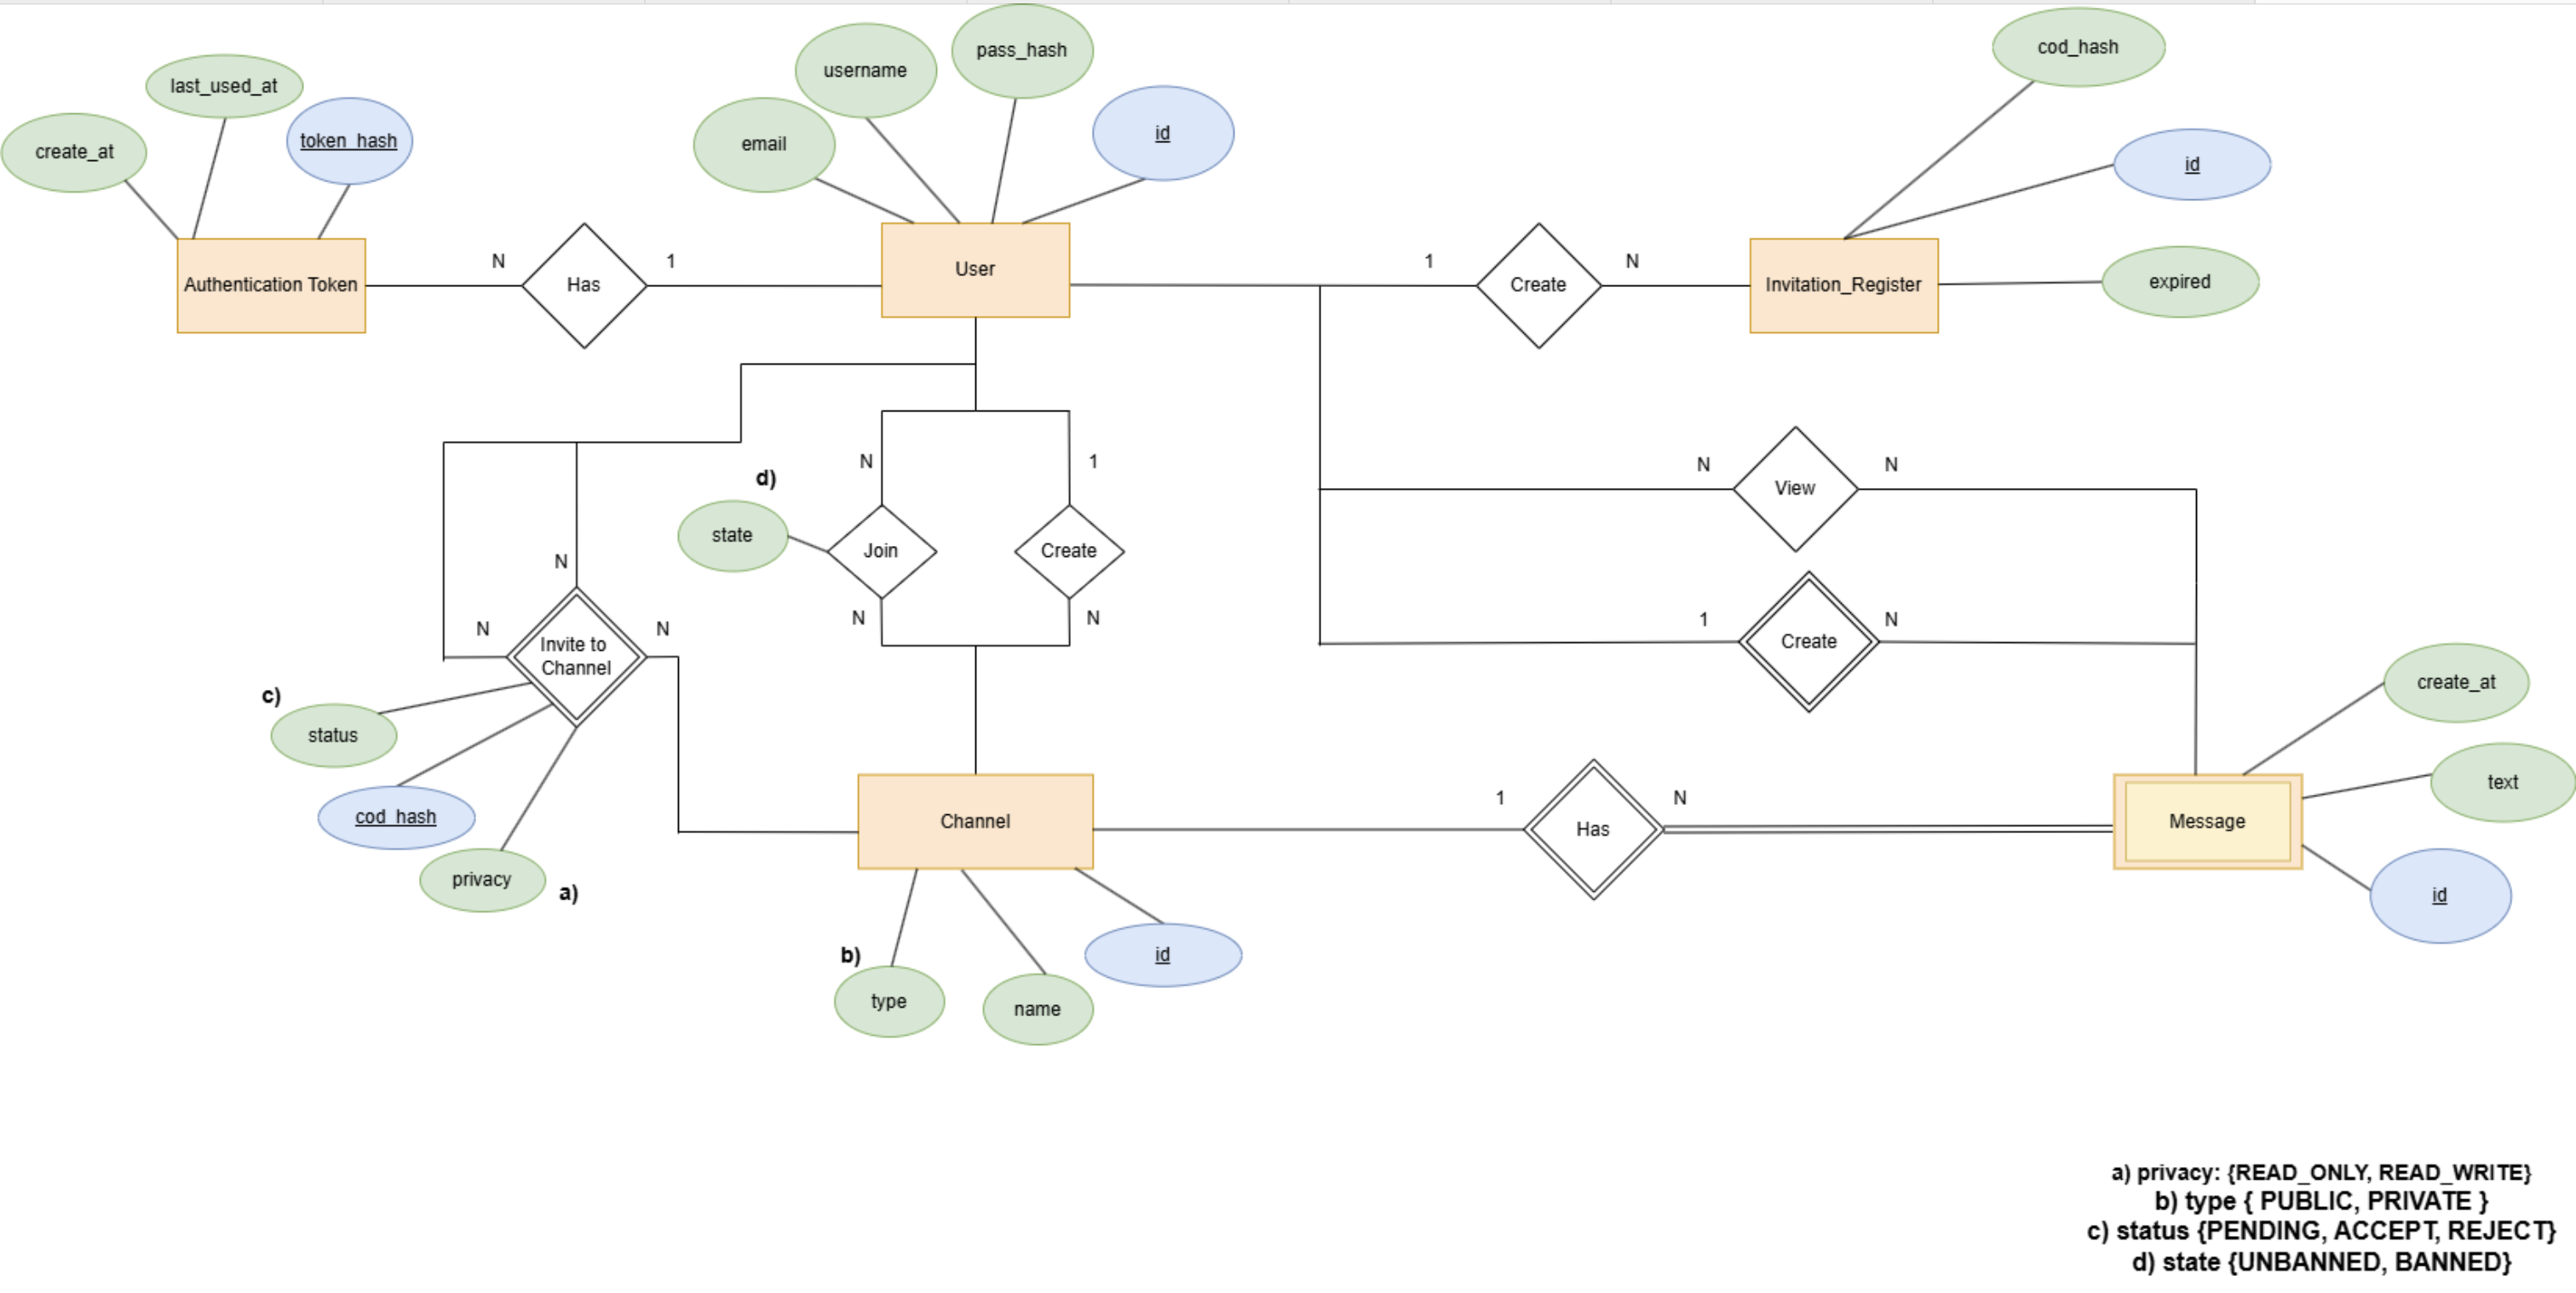 pass_hash
cod_hash
username
last_used_at
id
token_hash
email
create_at
id
N
1
1
N
User
Authentication Token
Has
Create
Invitation_Register
expired
N
1
N
N
d)
View
state
Join
Create
N
N
N
N
1
N
N
N
Invite to
Channel
Create
c)
create_at
status
text
1
N
cod_hash
Channel
Has
Message
privacy
a)
id
b)
id
type
name
a) privacy: {READ_ONLY, READ_WRITE}
b) type { PUBLIC, PRIVATE }
c) status {PENDING, ACCEPT, REJECT}
d) state {UNBANNED, BANNED}